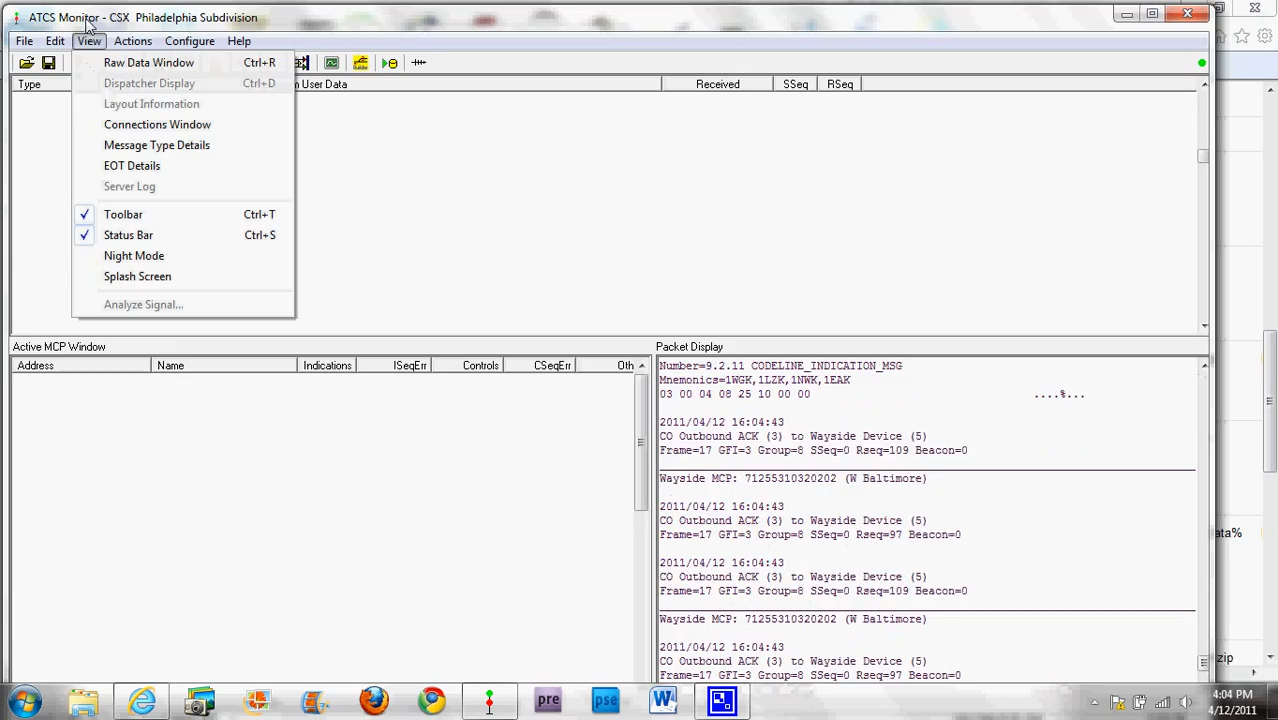 ATCS Monitor - CSX Philadelphia Subdivision
File Edit View Actions Configure Help
Raw Data Window Ctrl+R
Dispatcher Display Ctrl+D
Layout Information
Connections Window
Message Type Details
EOT Details
Server Log
Toolbar Ctrl+T
Status Bar Ctrl+S
Night Mode
Splash Screen
Analyze Signal...
Type User Data Received SSeq RSeq
Active MCP Window
Address Name Indications ISeqErr Controls CSeqErr Oth
Packet Display
Number=9.2.11 CODELINE_INDICATION_MSG
Mnemonics=1WGK,1LZK,1NWK,1EAK
03 00 04 08 25 10 00 00 ....%...
2011/04/12 16:04:43
CO Outbound ACK (3) to Wayside Device (5)
Frame=17 GFI=3 Group=8 SSeq=0 Rseq=109 Beacon=0
Wayside MCP: 71255310320202 (W Baltimore)
2011/04/12 16:04:43
CO Outbound ACK (3) to Wayside Device (5)
Frame=17 GFI=3 Group=8 SSeq=0 Rseq=97 Beacon=0
2011/04/12 16:04:43
CO Outbound ACK (3) to Wayside Device (5)
Frame=17 GFI=3 Group=8 SSeq=0 Rseq=109 Beacon=0
Wayside MCP: 71255310320202 (W Baltimore)
2011/04/12 16:04:43
CO Outbound ACK (3) to Wayside Device (5)
Frame=17 GFI=3 Group=8 SSeq=0 Rseq=97 Beacon=0
ata%
zip
pre
pse
W
4:04 PM
4/12/2011